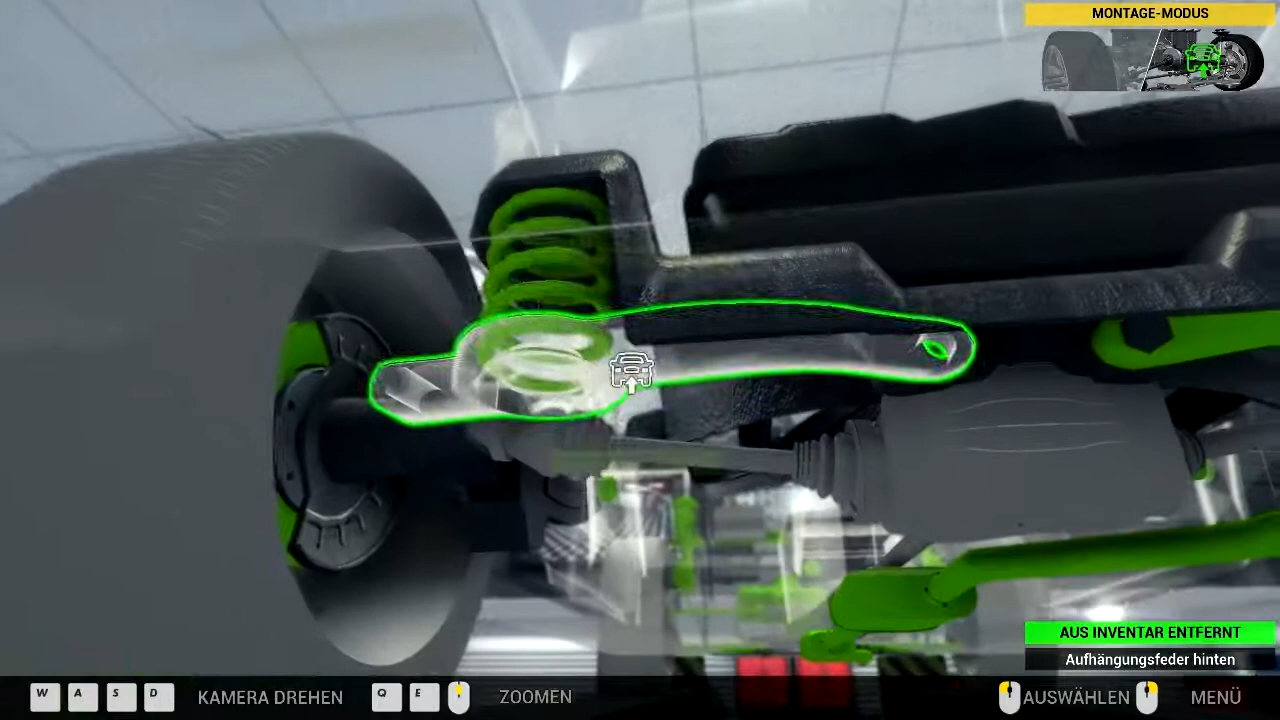 MONTAGE-MODUS
AUS INVENTAR ENTFERNT
Aufhängungsfeder hinten
W A S D KAMERA DREHEN Q E ZOOMEN AUSWÄHLEN MENÜ